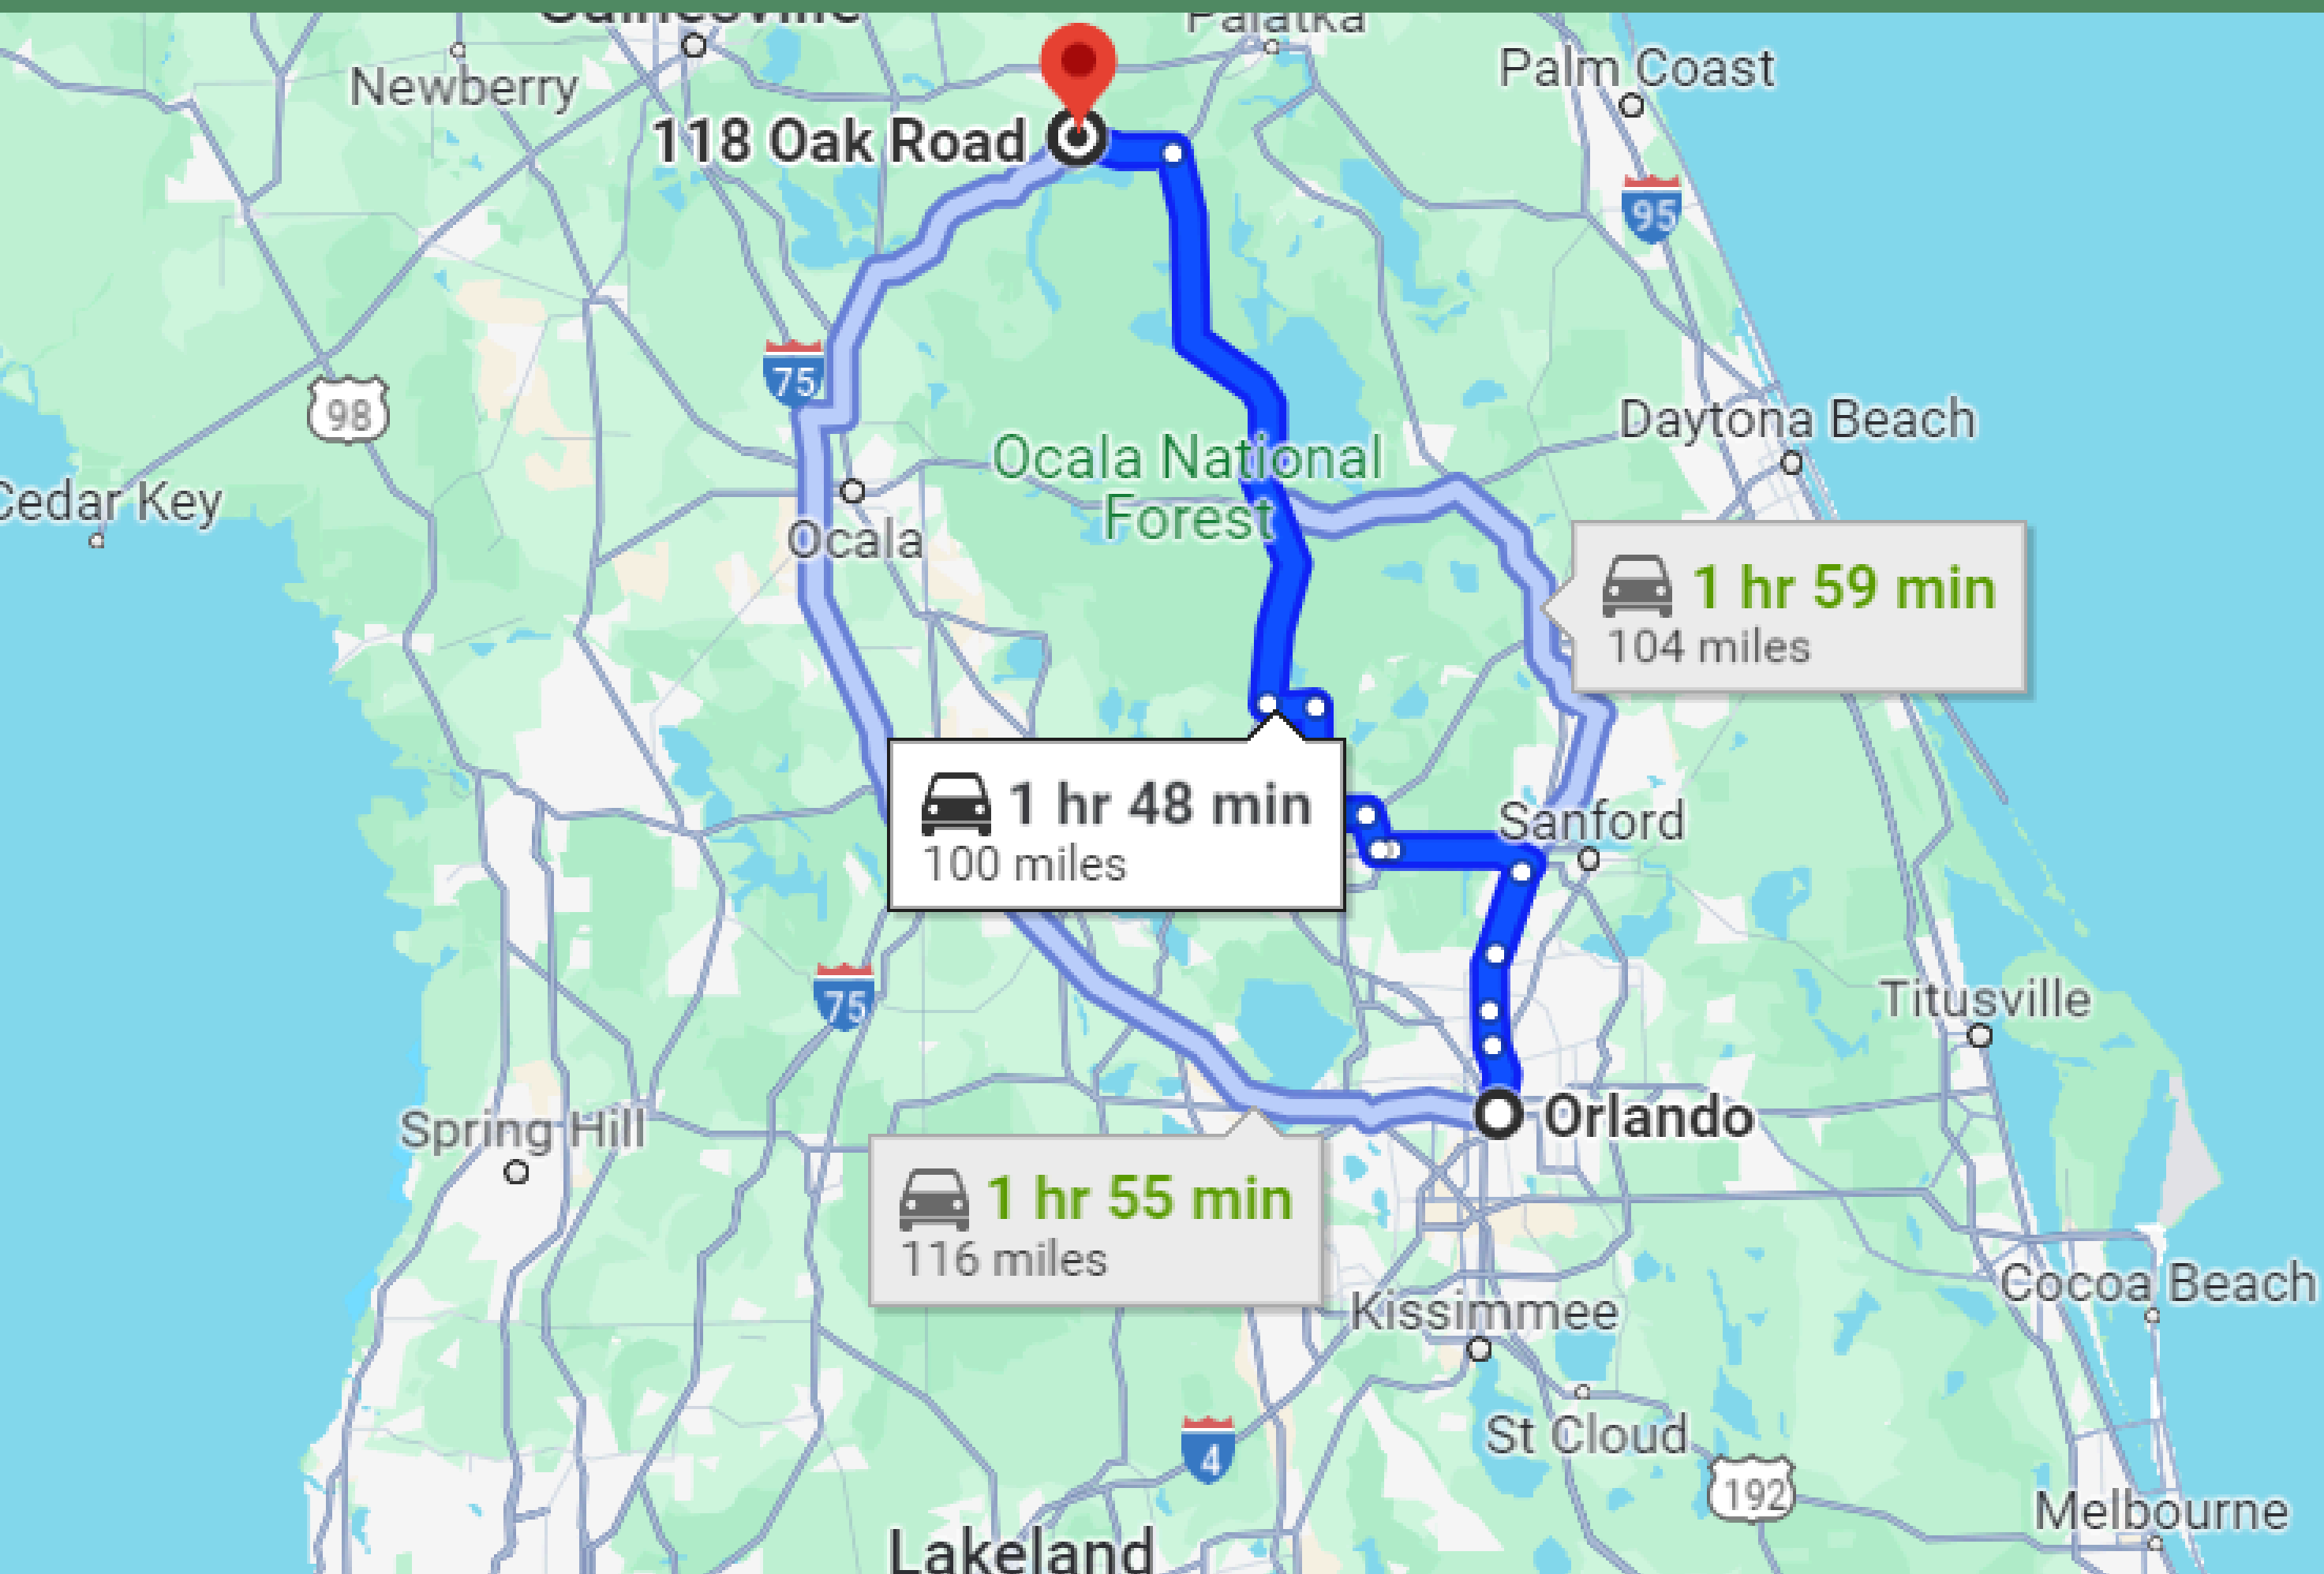 Gainesville
Palatka
Newberry
Palm Coast
118 Oak Road
95
75
98
Daytona Beach
Ocala National
Forest
Cedar Key
Ocala
1 hr 59 min
104 miles
1 hr 48 min
100 miles
Sanford
75
Titusville
Spring Hill
Orlando
1 hr 55 min
116 miles
Cocoa Beach
Kissimmee
St Cloud
4
192
Melbourne
Lakeland